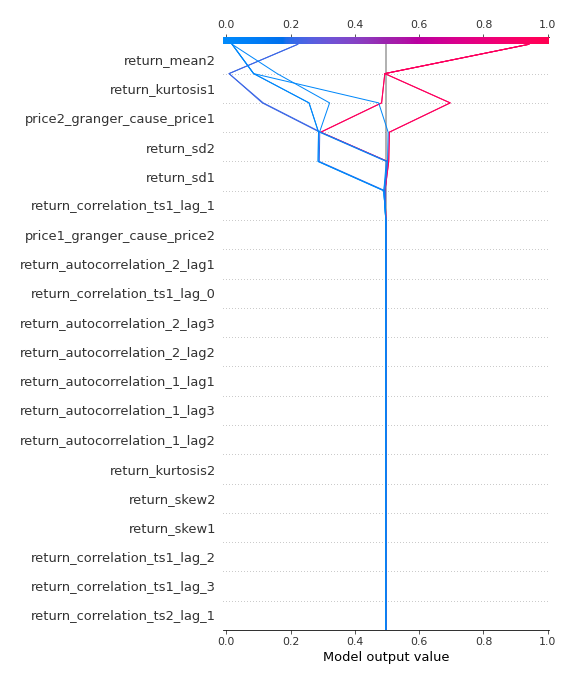 0.0 0.2 0.4 0.6 0.8 1.0
return_mean2
return_kurtosis1
price2_granger_cause_price1
return_sd2
return_sd1
return_correlation_ts1_lag_1
price1_granger_cause_price2
return_autocorrelation_2_lag1
return_correlation_ts1_lag_0
return_autocorrelation_2_lag3
return_autocorrelation_2_lag2
return_autocorrelation_1_lag1
return_autocorrelation_1_lag3
return_autocorrelation_1_lag2
return_kurtosis2
return_skew2
return_skew1
return_correlation_ts1_lag_2
return_correlation_ts1_lag_3
return_correlation_ts2_lag_1
0.0 0.2 0.4 0.6 0.8 1.0
Model output value